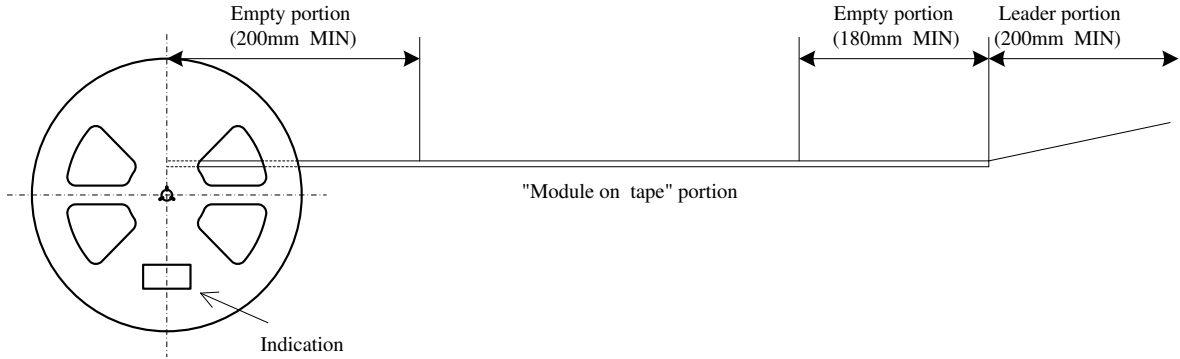 Empty portion
(200mm MIN)
Empty portion
(180mm MIN)
Leader portion
(200mm MIN)
"Module on tape" portion
Indication